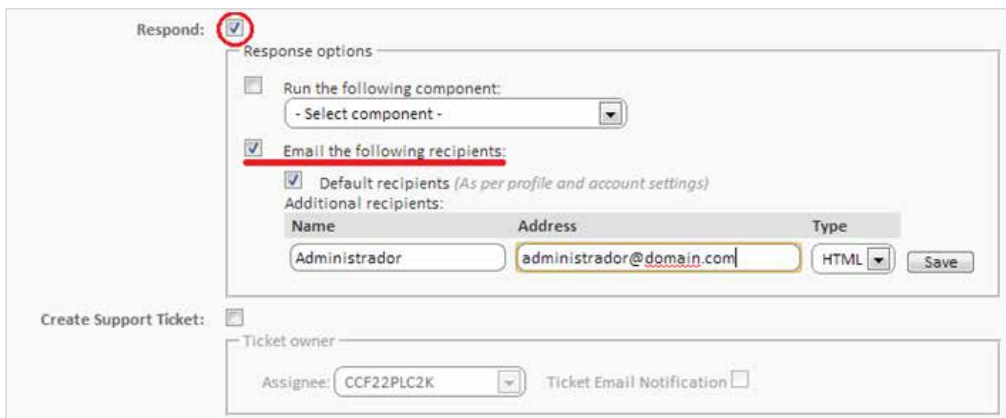 Respond:
Response options
Run the following component:
- Select component -
Email the following recipients:
Default recipients (As per profile and account settings)
Additional recipients:
Name Address Type
Administrador administrador@domain.com HTML Save
Create Support Ticket:
Ticket owner
Assignee: CCF22PLC2K Ticket Email Notification